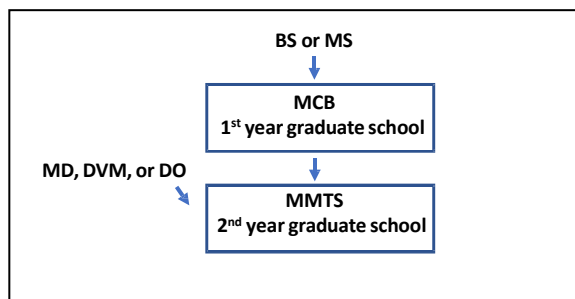 BS or MS
MCB
1st year graduate school
MD, DVM, or DO
MMTS
2nd year graduate school